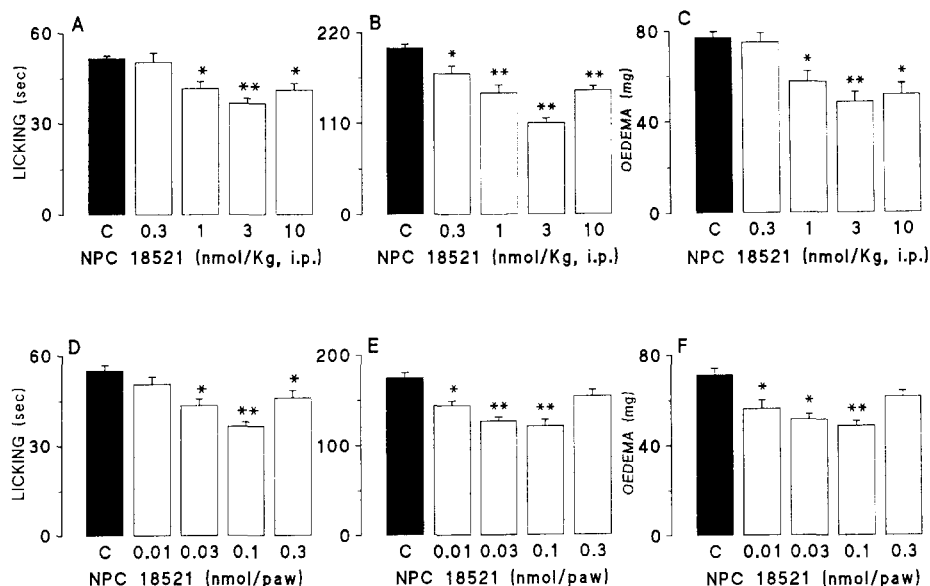 A
B
C
LICKING (sec)
60
30
0
220
110
0
OEDEMA (mg)
80
40
0
*
**
*
*
**
**
**
*
**
*
C 0.3 1 3 10
C 0.3 1 3 10
C 0.3 1 3 10
NPC 18521 (nmol/Kg, i.p.)
NPC 18521 (nmol/Kg, i.p.)
NPC 18521 (nmol/Kg, i.p.)
D
E
F
LICKING (sec)
60
30
0
200
100
0
OEDEMA (mg)
80
40
0
*
**
*
*
**
**
*
*
**
C 0.01 0.03 0.1 0.3
C 0.01 0.03 0.1 0.3
C 0.01 0.03 0.1 0.3
NPC 18521 (nmol/paw)
NPC 18521 (nmol/paw)
NPC 18521 (nmol/paw)